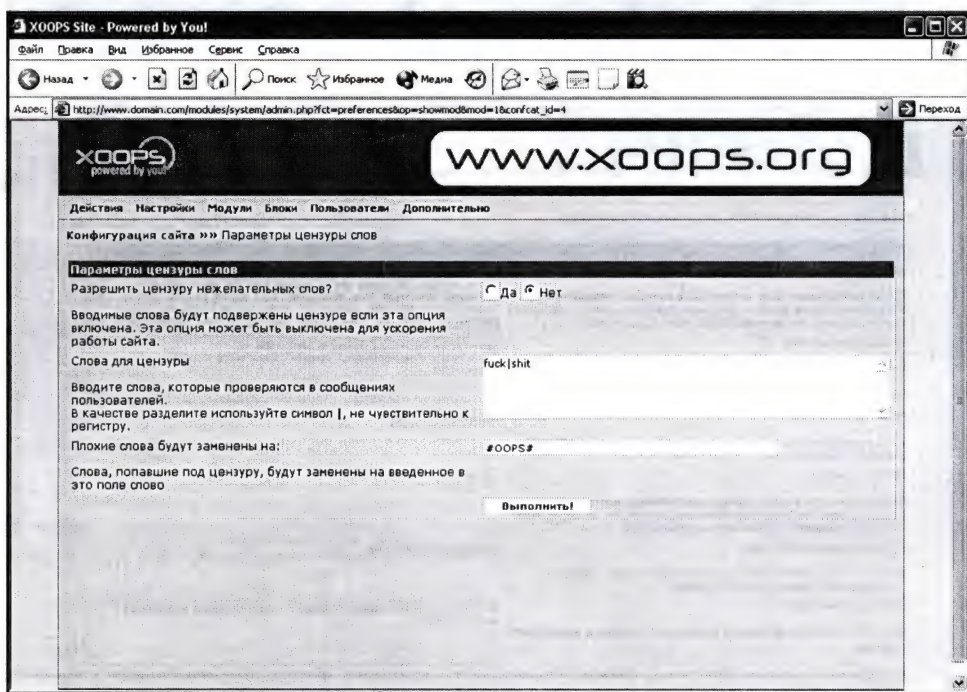 XOOPS Site - Powered by You!
Файл Правка Вид Избранное Сервис Справка
Назад Поиск Избранное Медиа
Адрес: http://www.domain.com/modules/system/admin.php?fct=preferences&op=showmod&mod=1&confcat_id=4 Переход
XOOPS
powered by you!
www.xoops.org
Действия Настройки Модули Блоки Пользователи Дополнительно
Конфигурация сайта »» Параметры цензуры слов
Параметры цензуры слов
Разрешить цензуру нежелательных слов? Да Нет
Вводимые слова будут подвержены цензуре если эта опция
включена. Эта опция может быть выключена для ускорения
работы сайта.
Слова для цензуры fuck|shit
Вводите слова, которые проверяются в сообщениях
пользователей.
В качестве разделите используйте символ |, не чувствительно к
регистру.
Плохие слова будут заменены на: #OOPS#
Слова, попавшие под цензуру, будут заменены на введенное в
это поле слово
Выполнить!